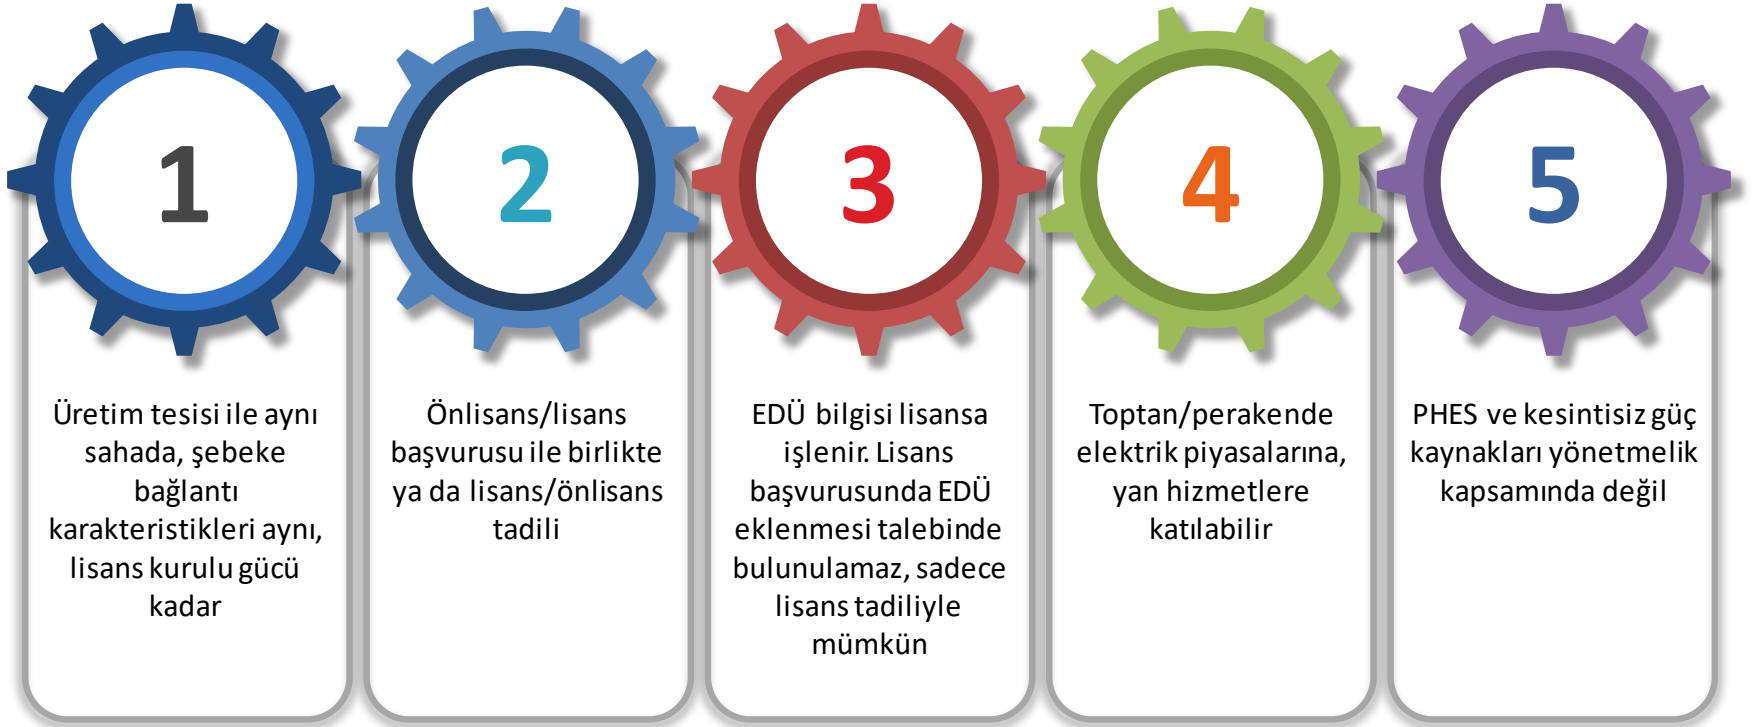 1
Üretim tesisi ile aynı
sahada, şebeke
bağlantı
karakteristikleri aynı,
lisans kurulu gücü
kadar
2
Önlisans/lisans
başvurusu ile birlikte
ya da lisans/önlisans
tadili
3
EDÜ bilgisi lisansa
işlenir. Lisans
başvurusunda EDÜ
eklenmesi talebinde
bulunulamaz, sadece
lisans tadiliyle
mümkün
4
Toptan/perakende
elektrik piyasalarına,
yan hizmetlere
katılabilir
5
PHES ve kesintisiz güç
kaynakları yönetmelik
kapsamında değil